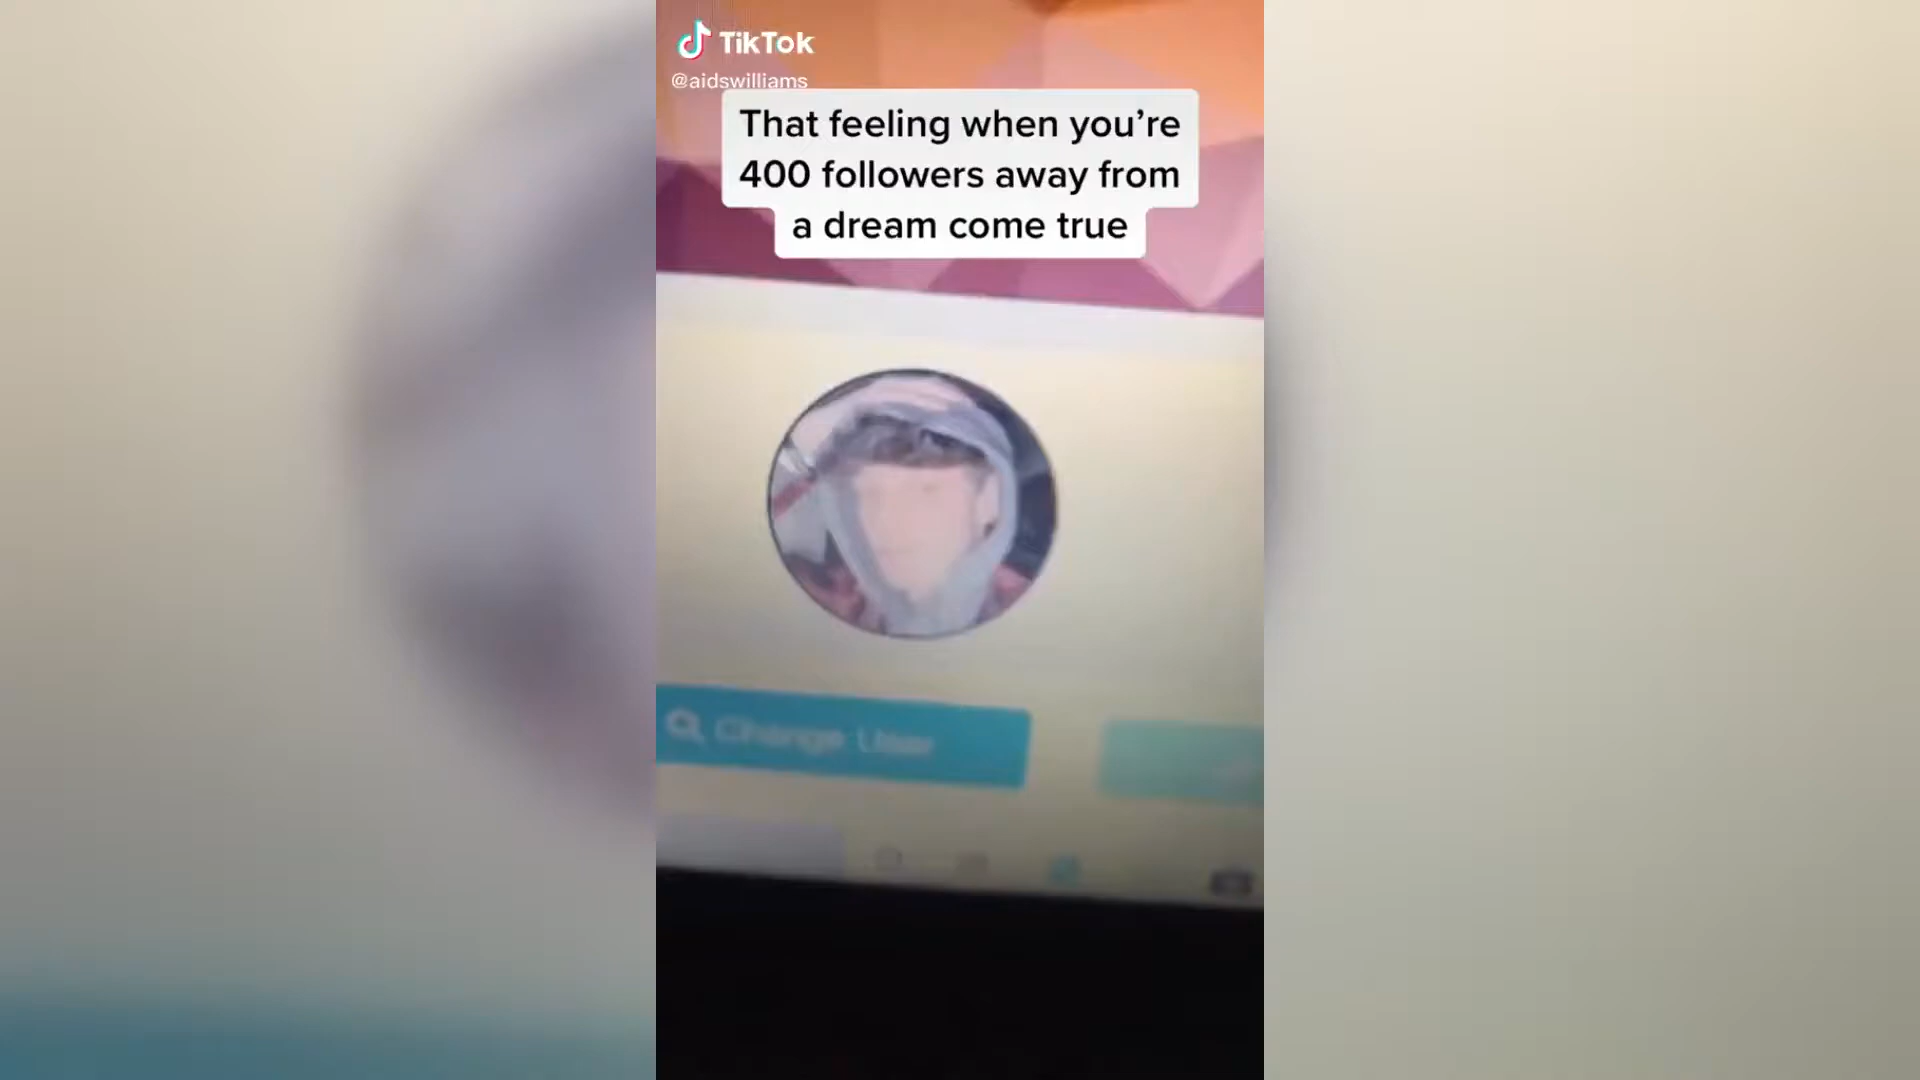 TikTok
@aidswilliams
That feeling when you’re
400 followers away from
a dream come true
Change User